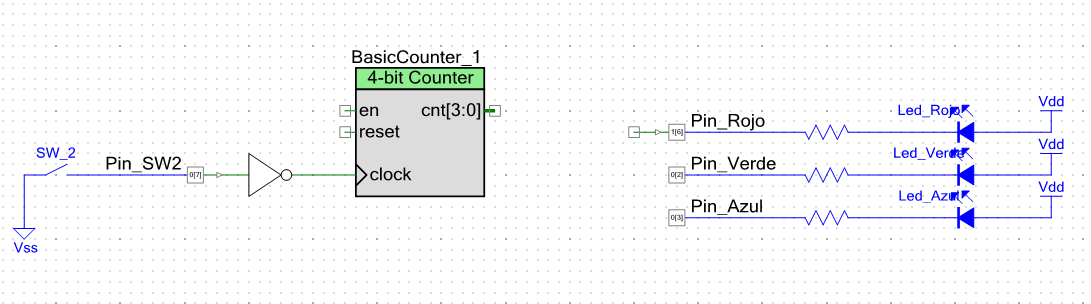 BasicCounter_1
4-bit Counter
en
cnt[3:0]
reset
clock
SW_2
Pin_SW2
0[7]
Vss
Pin_Rojo
1[6]
Led_Rojo
Vdd
Pin_Verde
0[2]
Led_Verde
Vdd
Pin_Azul
0[3]
Led_Azul
Vdd